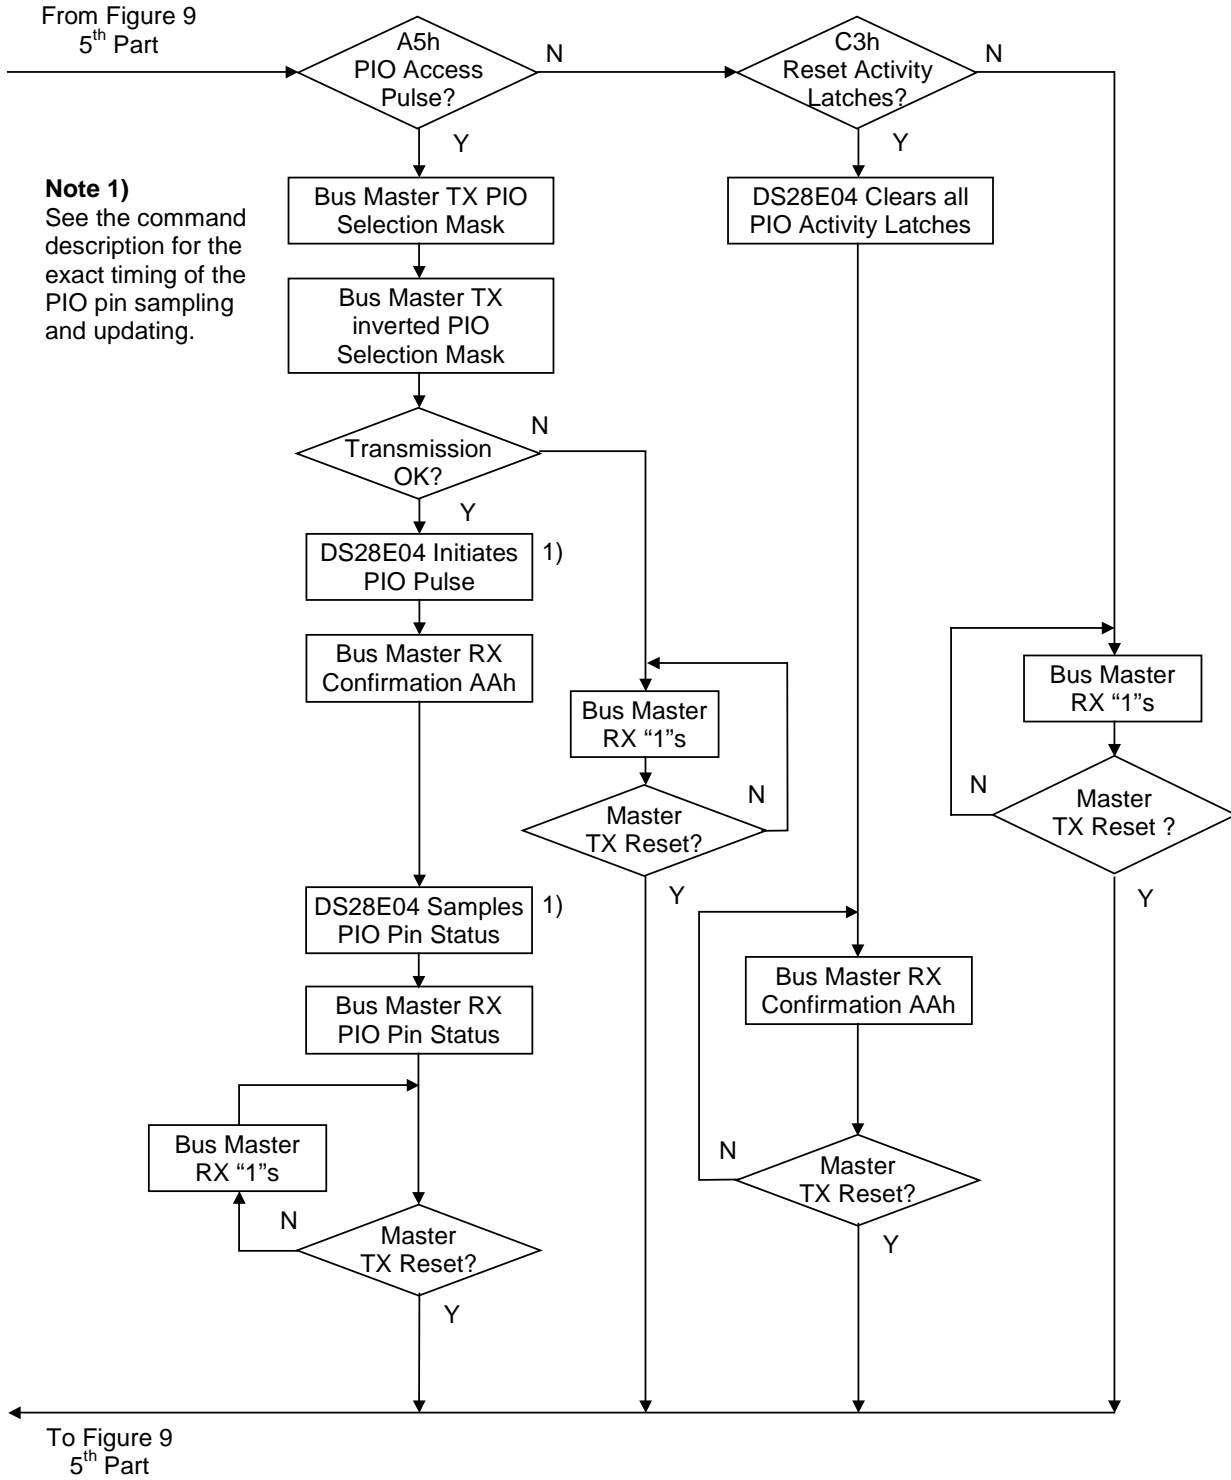 From Figure 9
5th Part
A5h
PIO Access
Pulse?
N
Y
C3h
Reset Activity
Latches?
N
Y
Note 1)
See the command
description for the
exact timing of the
PIO pin sampling
and updating.
Bus Master TX PIO
Selection Mask
DS28E04 Clears all
PIO Activity Latches
Bus Master TX
inverted PIO
Selection Mask
Transmission
OK?
N
Y
DS28E04 Initiates
PIO Pulse
1)
Bus Master RX
Confirmation AAh
Bus Master
RX “1”s
Master
TX Reset?
N
Y
Bus Master
RX “1”s
Master
TX Reset ?
N
Y
DS28E04 Samples
PIO Pin Status
1)
Bus Master RX
PIO Pin Status
Bus Master RX
Confirmation AAh
Bus Master
RX “1”s
N
Master
TX Reset?
Y
N
Master
TX Reset?
Y
To Figure 9
5th Part